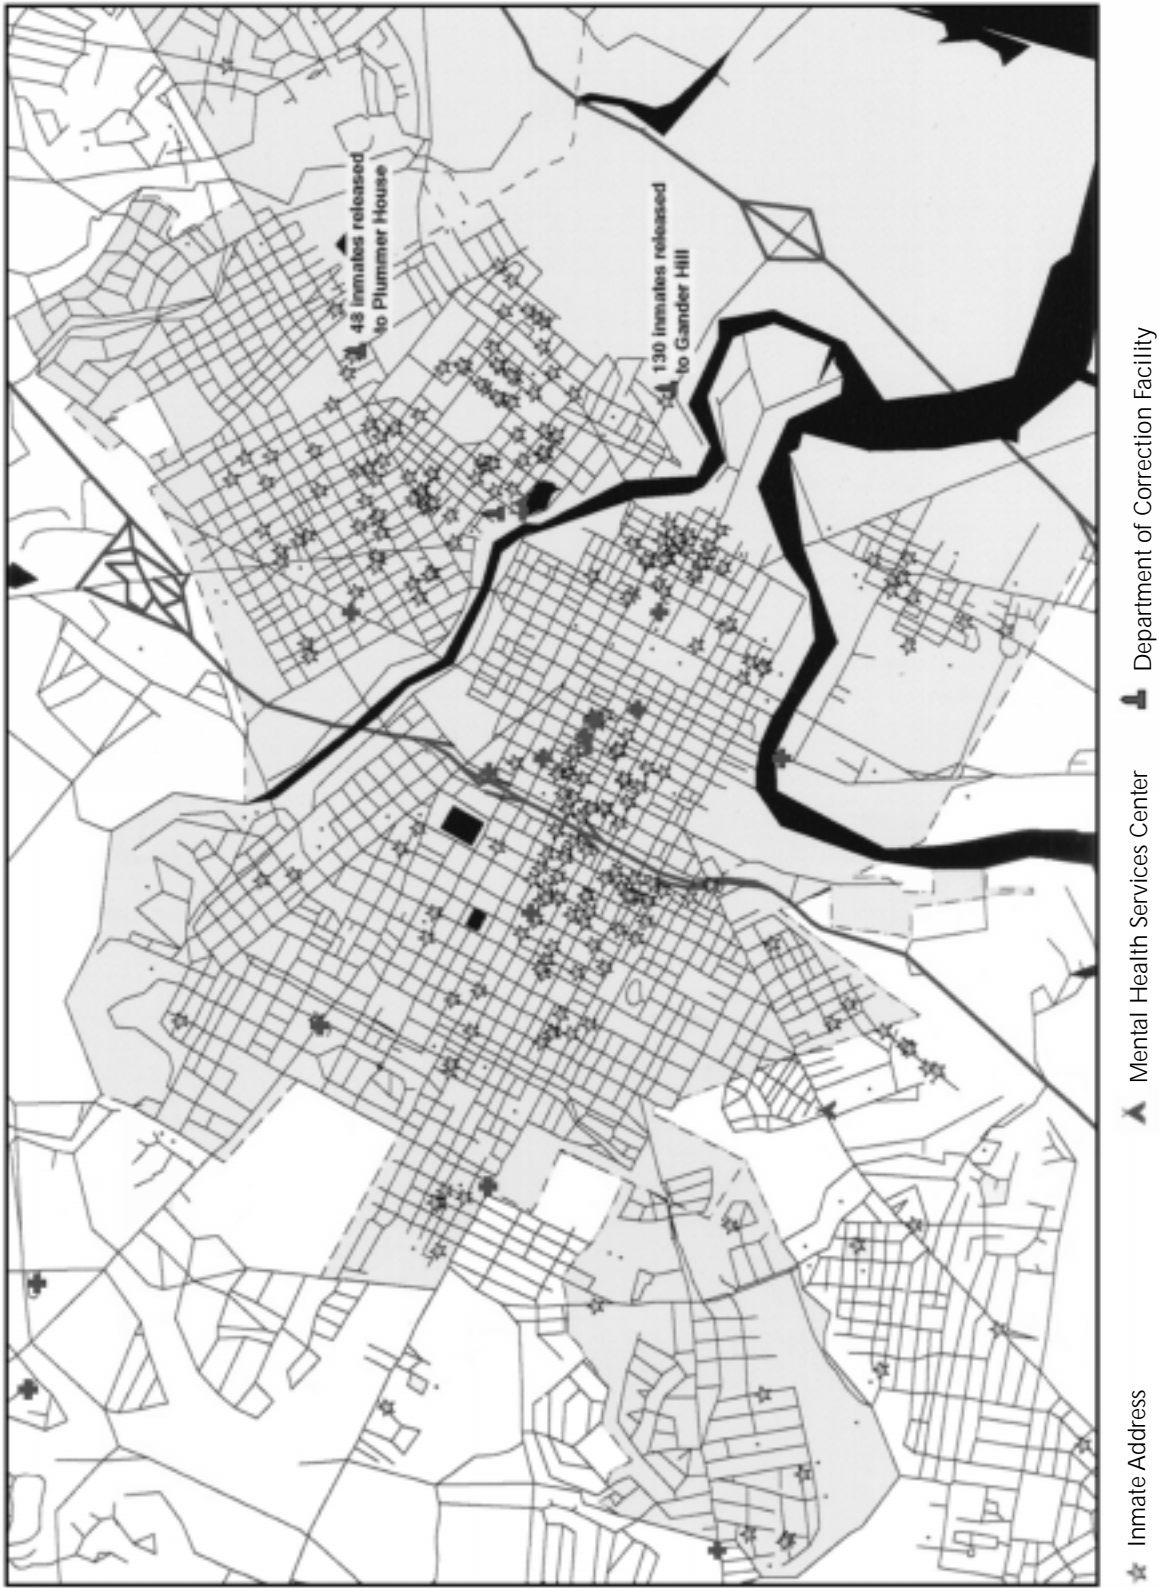 48 inmates released
to Plummer House
130 inmates released
to Gander Hill
Inmate Address
Mental Health Services Center
Department of Correction Facility